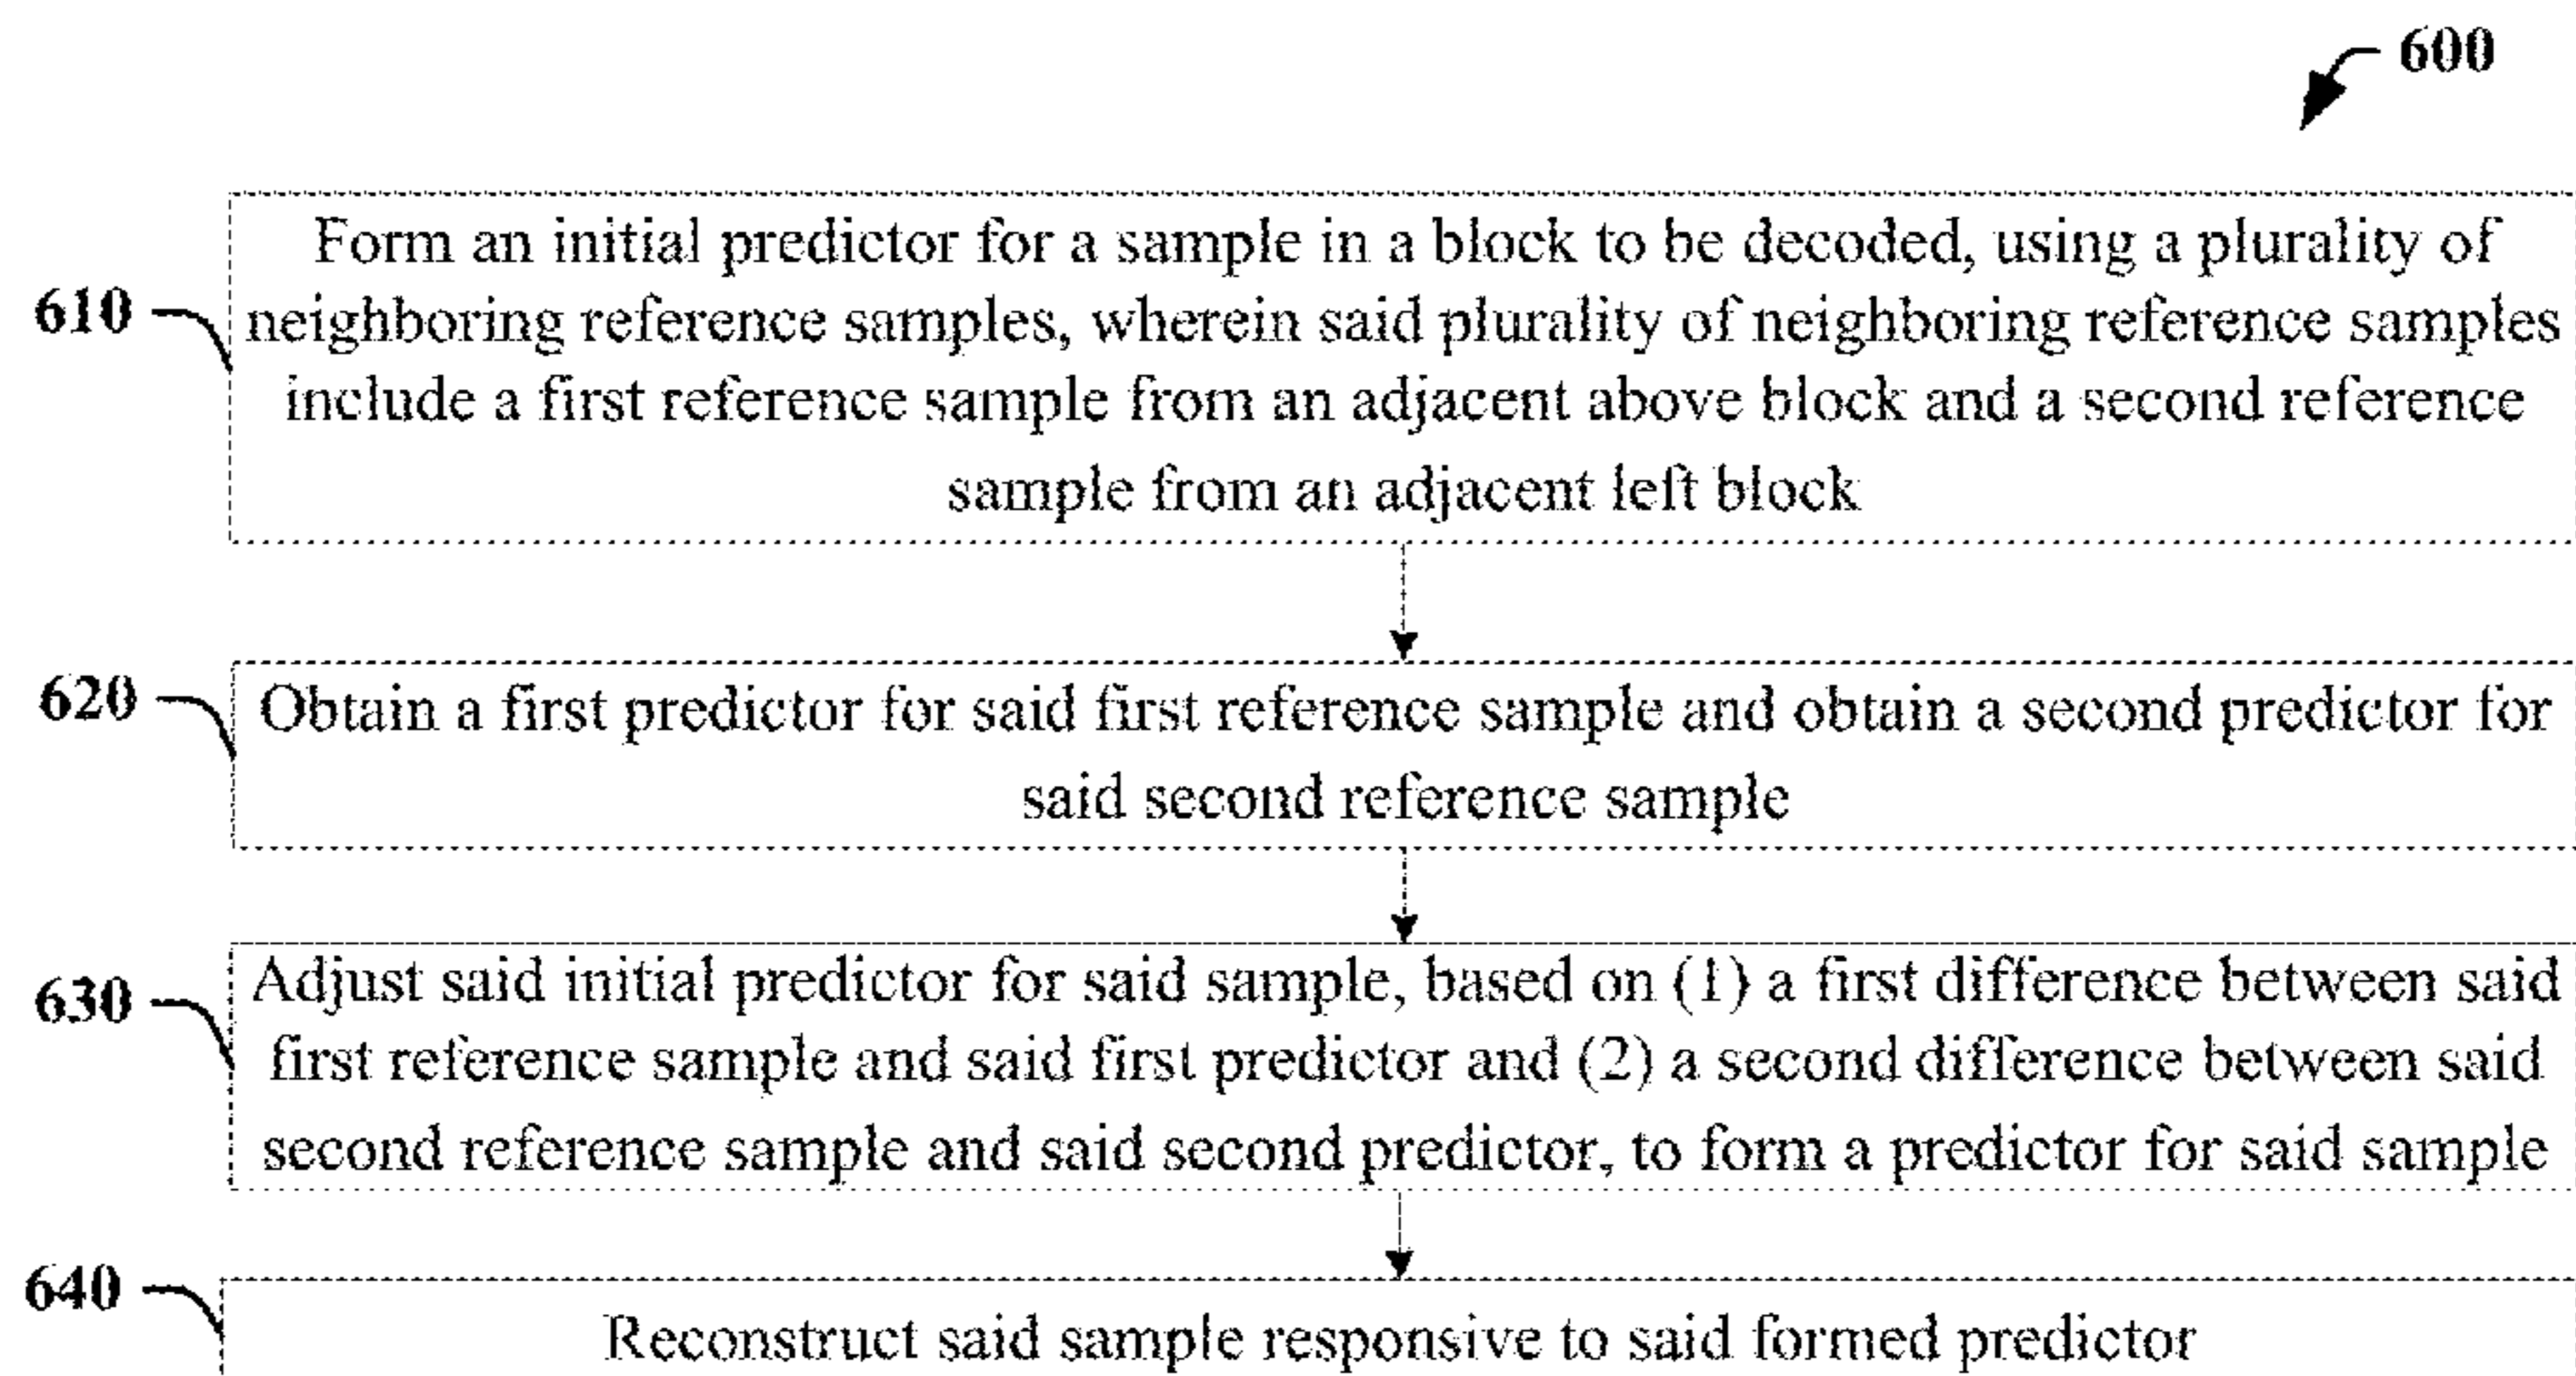 600
610
Form an initial predictor for a sample in a block to be decoded, using a plurality of
neighboring reference samples, wherein said plurality of neighboring reference samples
include a first reference sample from an adjacent above block and a second reference
sample from an adjacent left block
620
Obtain a first predictor for said first reference sample and obtain a second predictor for
said second reference sample
630
Adjust said initial predictor for said sample, based on (1) a first difference between said
first reference sample and said first predictor and (2) a second difference between said
second reference sample and said second predictor, to form a predictor for said sample
640
Reconstruct said sample responsive to said formed predictor